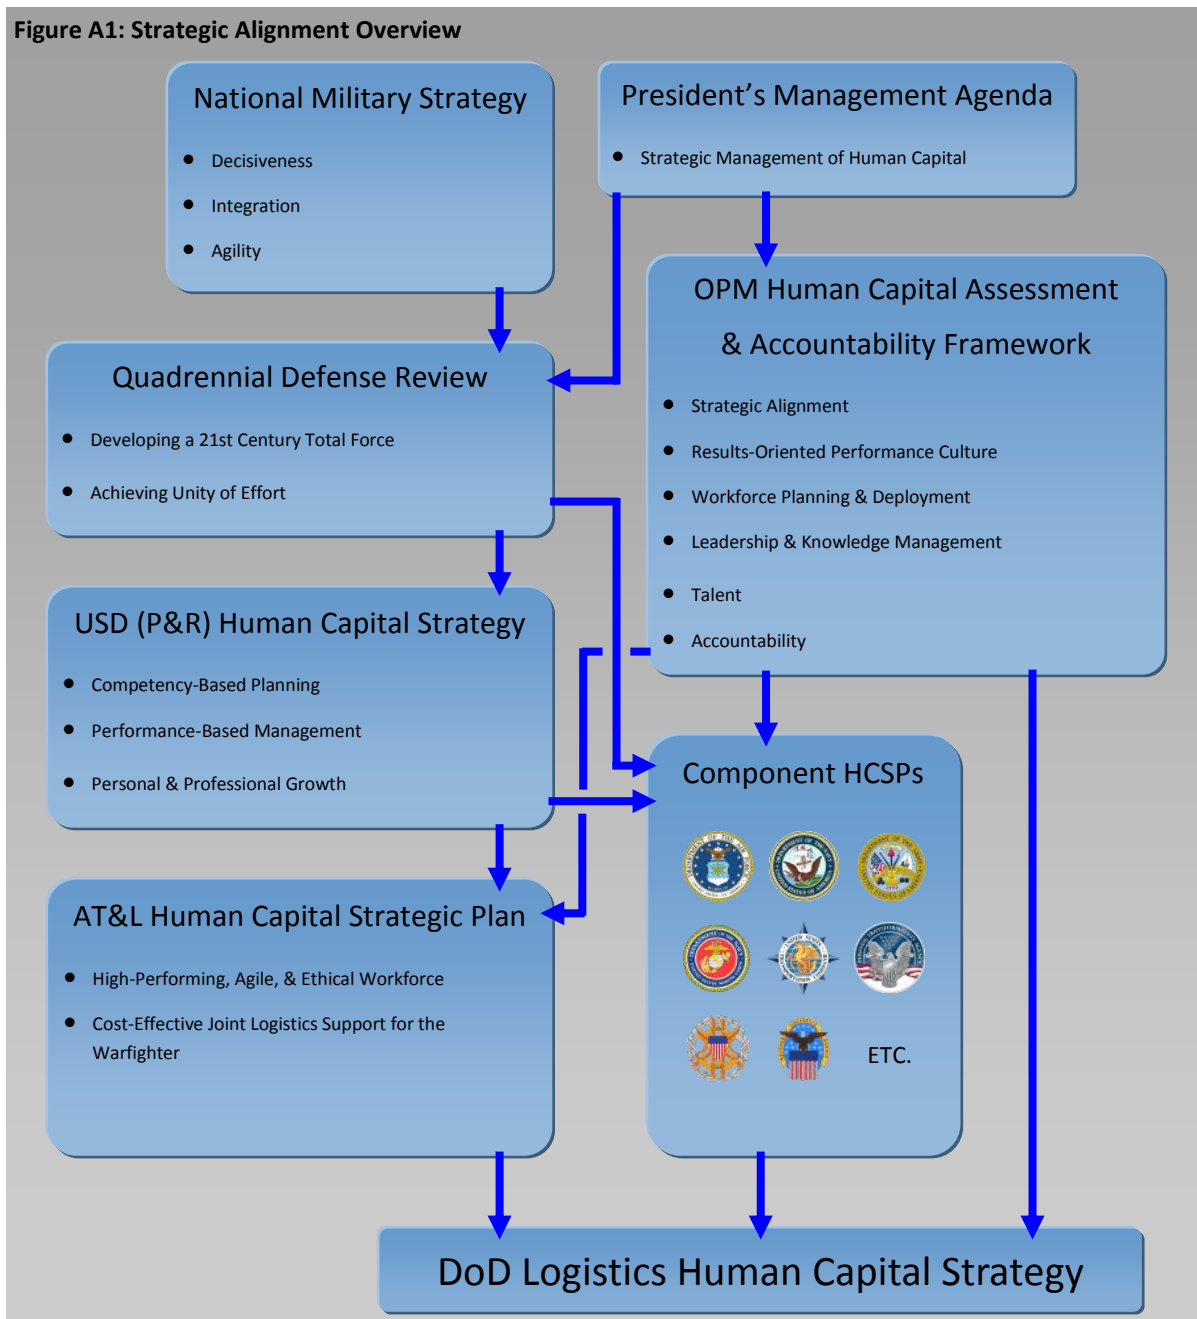 Figure A1: Strategic Alignment Overview
National Military Strategy
• Decisiveness
• Integration
• Agility
President’s Management Agenda
• Strategic Management of Human Capital
OPM Human Capital Assessment
& Accountability Framework
• Strategic Alignment
• Results-Oriented Performance Culture
• Workforce Planning & Deployment
• Leadership & Knowledge Management
• Talent
• Accountability
Quadrennial Defense Review
• Developing a 21st Century Total Force
• Achieving Unity of Effort
USD (P&R) Human Capital Strategy
• Competency-Based Planning
• Performance-Based Management
• Personal & Professional Growth
Component HCSPs
ETC.
AT&L Human Capital Strategic Plan
• High-Performing, Agile, & Ethical Workforce
• Cost-Effective Joint Logistics Support for the
Warfighter
DoD Logistics Human Capital Strategy